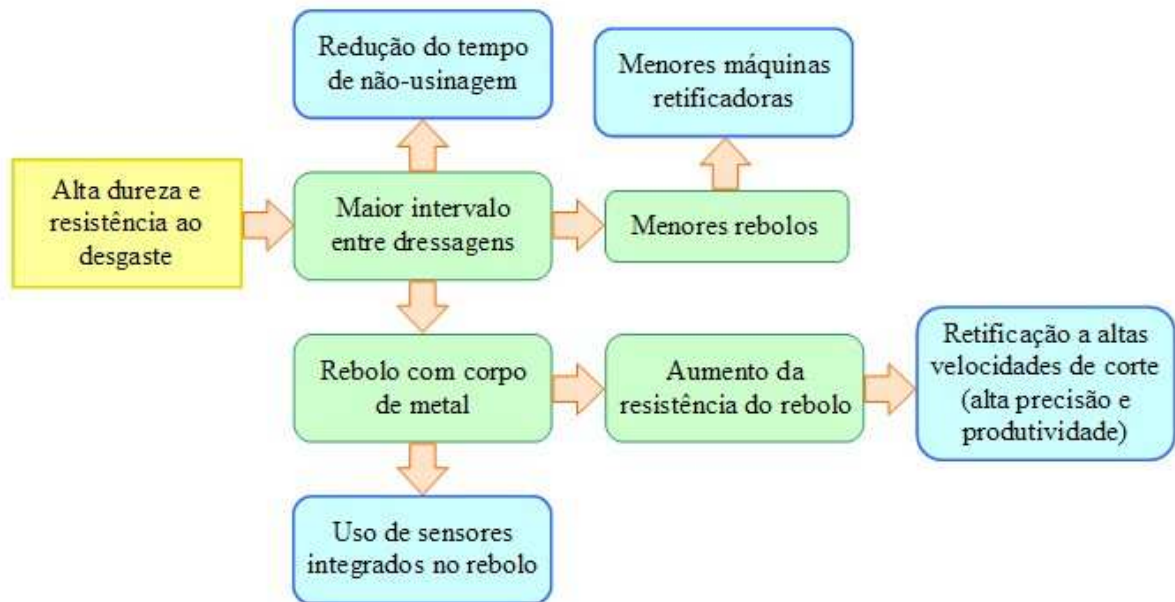 Redução do tempo
de não-usinagem
Menores máquinas
retificadoras
Alta dureza e
resistência ao
desgaste
Maior intervalo
entre dressagens
Menores rebolos
Rebolo com corpo
de metal
Aumento da
resistência do rebolo
Retificação a altas
velocidades de corte
(alta precisão e
produtividade)
Uso de sensores
integrados no rebolo